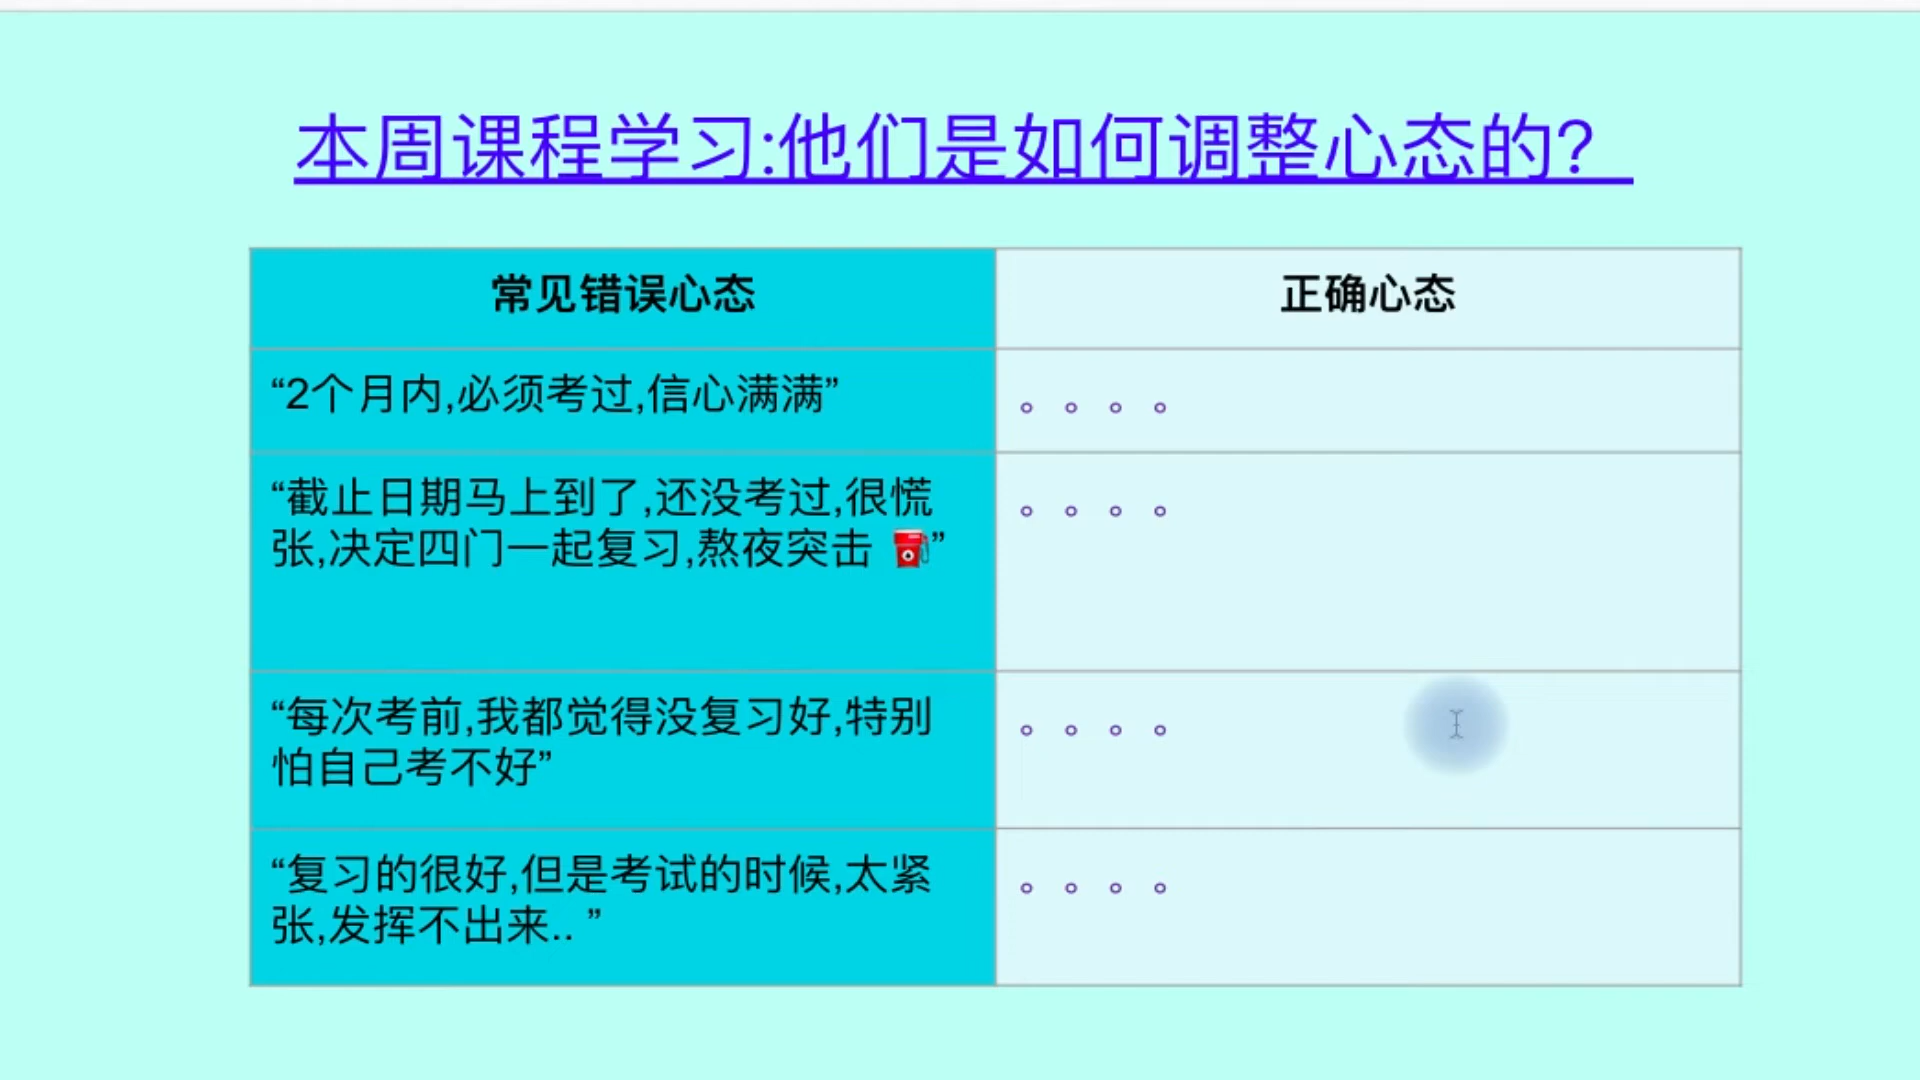 本周课程学习:他们是如何调整心态的?
常见错误心态
正确心态
“2个月内,必须考过,信心满满”
。。。。
“截止日期马上到了,还没考过,很慌
张,决定四门一起复习,熬夜突击 ⛽”
。。。。
“每次考前,我都觉得没复习好,特别
怕自己考不好”
。。。。
“复习的很好,但是考试的时候,太紧
张,发挥不出来.. ”
。。。。